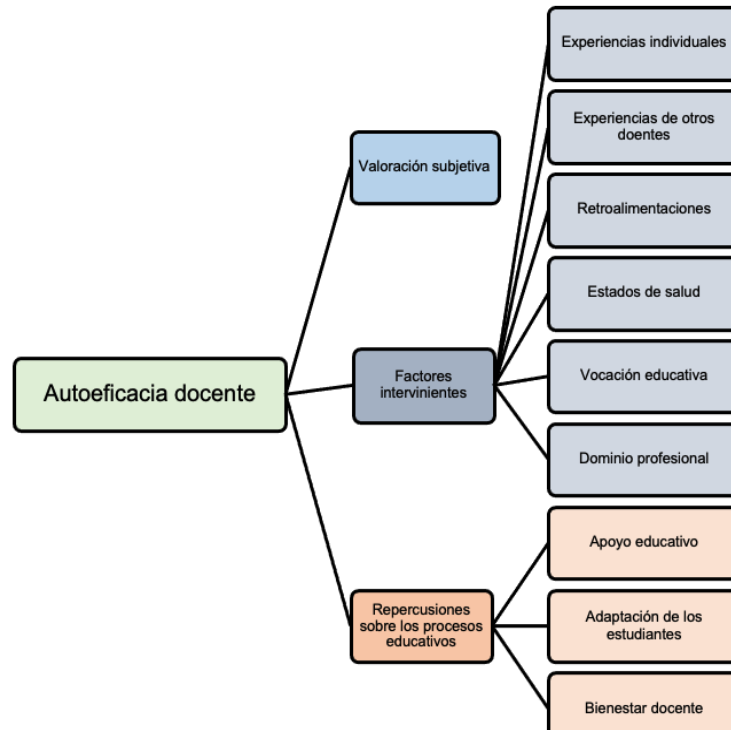 Autoeficacia docente
Valoración subjetiva
Factores
intervinientes
Experiencias individuales
Experiencias de otros
doentes
Retroalimentaciones
Estados de salud
Vocación educativa
Dominio profesional
Repercusiones
sobre los procesos
educativos
Apoyo educativo
Adaptación de los
estudiantes
Bienestar docente